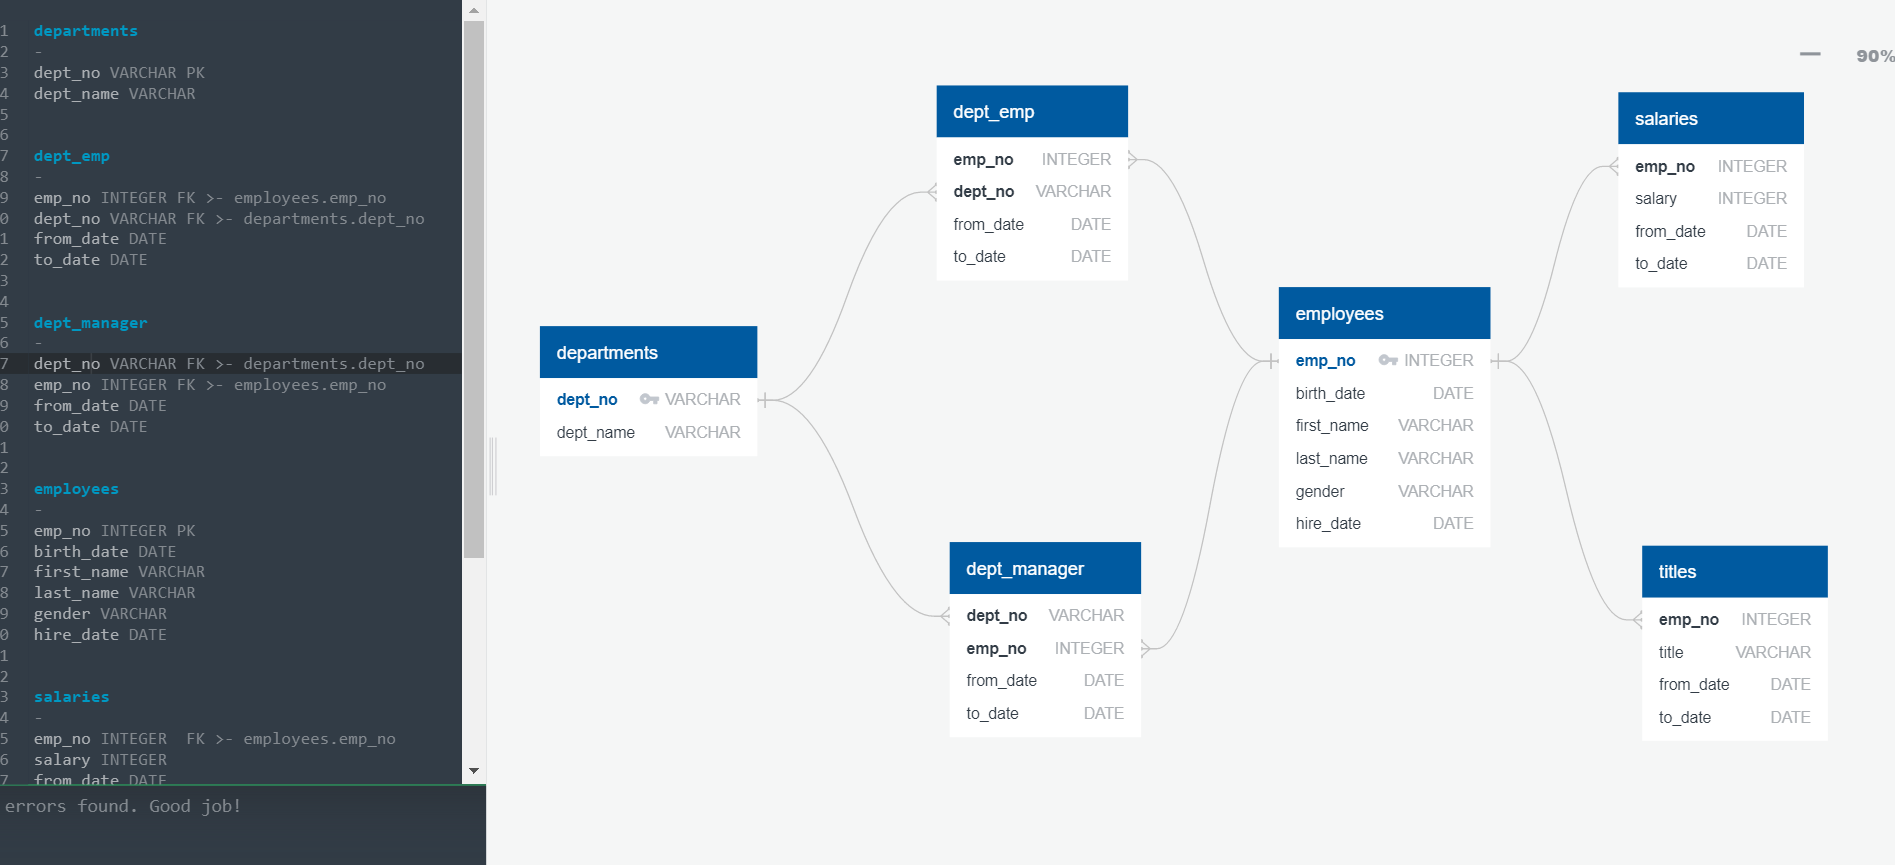 1 departments
2 -
3 dept_no VARCHAR PK
4 dept_name VARCHAR
5
6
7 dept_emp
8 -
9 emp_no INTEGER FK >- employees.emp_no
0 dept_no VARCHAR FK >- departments.dept_no
1 from_date DATE
2 to_date DATE
3
4
5 dept_manager
6 -
7 dept_no VARCHAR FK >- departments.dept_no
8 emp_no INTEGER FK >- employees.emp_no
9 from_date DATE
0 to_date DATE
1
2
3 employees
4 -
5 emp_no INTEGER PK
6 birth_date DATE
7 first_name VARCHAR
8 last_name VARCHAR
9 gender VARCHAR
0 hire_date DATE
1
2
3 salaries
4 -
5 emp_no INTEGER  FK >- employees.emp_no
6 salary INTEGER
7 from_date DATE
errors found. Good job!
90%
departments
dept_no VARCHAR
dept_name VARCHAR
dept_emp
emp_no INTEGER
dept_no VARCHAR
from_date DATE
to_date DATE
dept_manager
dept_no VARCHAR
emp_no INTEGER
from_date DATE
to_date DATE
employees
emp_no INTEGER
birth_date DATE
first_name VARCHAR
last_name VARCHAR
gender VARCHAR
hire_date DATE
salaries
emp_no INTEGER
salary INTEGER
from_date DATE
to_date DATE
titles
emp_no INTEGER
title VARCHAR
from_date DATE
to_date DATE